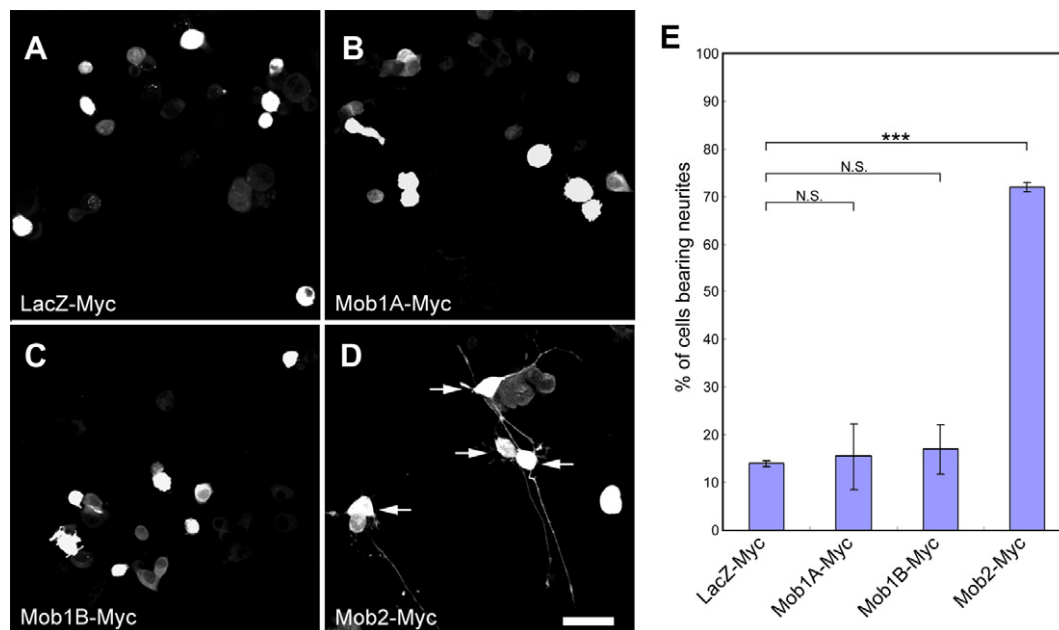 A
LacZ-Myc
B
Mob1A-Myc
C
Mob1B-Myc
D
Mob2-Myc
E
% of cells bearing neurites
100
90
80
70
60
50
40
30
20
10
0
***
N.S.
N.S.
LacZ-Myc
Mob1A-Myc
Mob1B-Myc
Mob2-Myc